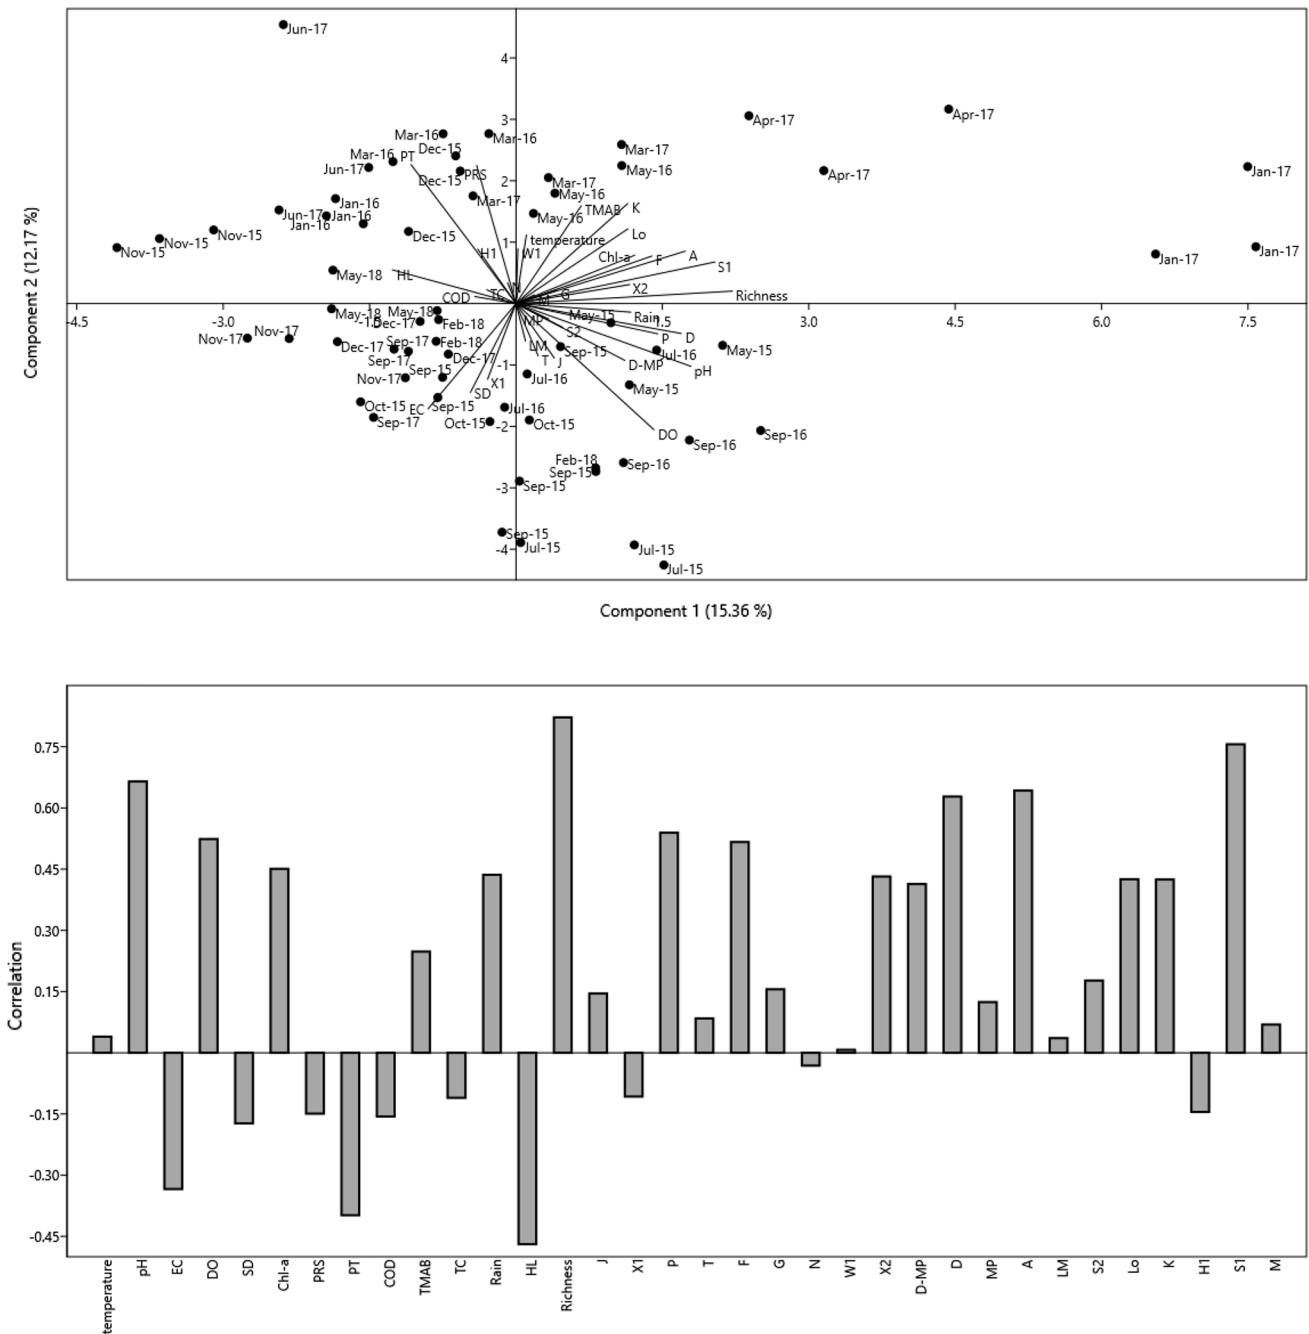 Jun-17
4
3
Apr-17
Apr-17
Mar-16
Mar-16
Mar-17
Dec-15
Mar-16
PT
Jun-17
May-16
Apr-17
Jan-17
Dec-15
PRS
2
Mar-17
May-16
Mar-17
Jan-16
TMAB
K
Jun-17
Jan-16
Jan-16
May-16
Nov-15
Dec-15
Lo
Nov-15
1
temperature
Nov-15
H1
W1
Chl-a
F
A
Jan-17
Jan-17
S1
May-18
HL
TC
N
X2
COD
G
M
Richness
-4.5
-3.0
-1.5
1.5
3.0
4.5
6.0
7.5
May-18
May-18
Dec-17
Feb-18
MP
May-15
Rain
Nov-17
Nov-17
S2
P
D
Dec-17
Sep-17
Feb-18
LM
Sep-15
Jul-16
May-15
Sep-17
Dec-17
-1
T
J
D-MP
pH
Nov-17
Sep-15
X1
Jul-16
May-15
SD
Oct-15
EC
Sep-15
Jul-16
Sep-17
Oct-15
-2
Oct-15
DO
Sep-16
Sep-16
Feb-18
Sep-16
Sep-15
-3
Sep-15
Sep-15
-4
Jul-15
Jul-15
Jul-15
Component 2 (12.17 %)
Component 1 (15.36 %)
0.75
0.60
0.45
0.30
0.15
-0.15
-0.30
-0.45
Correlation
temperature
pH
EC
DO
SD
Chl-a
PRS
PT
COD
TMAB
TC
Rain
HL
Richness
J
X1
P
T
F
G
N
W1
X2
D-MP
D
MP
A
LM
S2
Lo
K
H1
S1
M